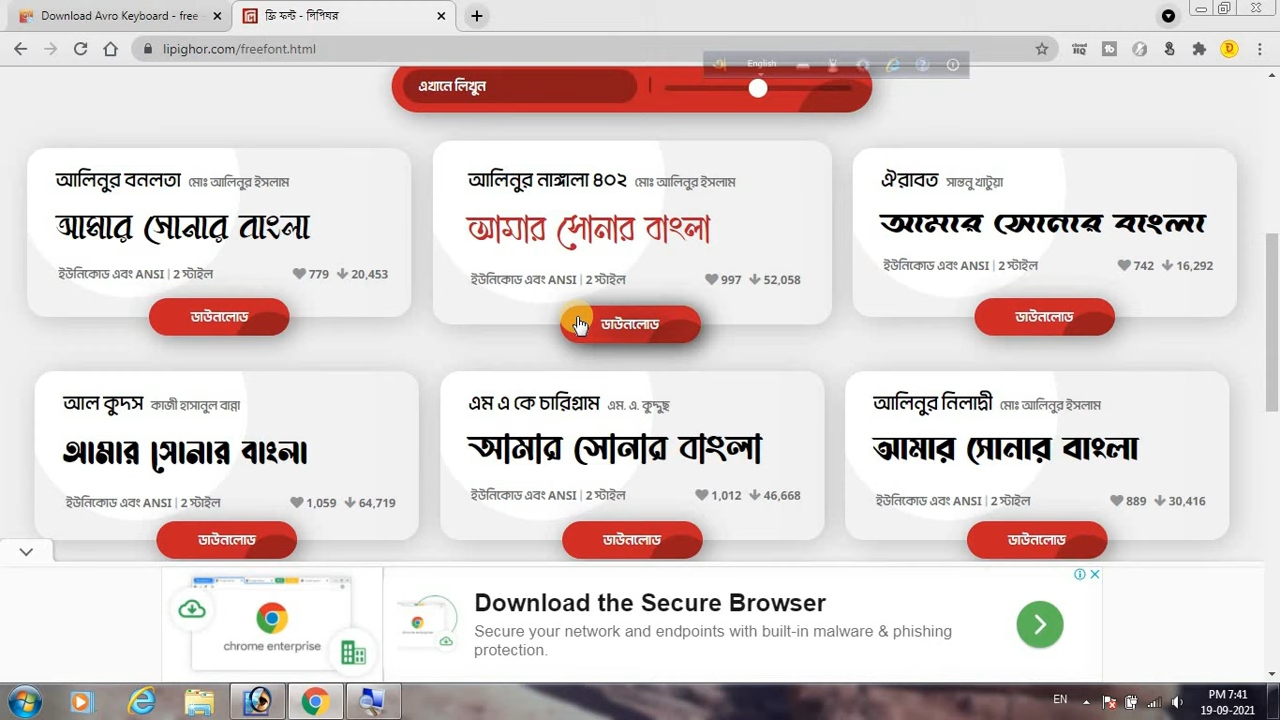 Download Avro Keyboard - free
ফ্রি ফন্ট - লিপিঘর
lipighor.com/freefont.html
English
এখানে লিখুন
আলিনুর বনলতা মোঃ আলিনুর ইসলাম
আমার সোনার বাংলা
ইউনিকোড এবং ANSI | 2 স্টাইল 779 20,453
ডাউনলোড
আলিনুর নাঙ্গালা ৪০২ মোঃ আলিনুর ইসলাম
আমার সোনার বাংলা
ইউনিকোড এবং ANSI | 2 স্টাইল 997 52,058
ডাউনলোড
ঐরাবত সান্তনু খাটুয়া
আমার সোনার বাংলা
ইউনিকোড এবং ANSI | 2 স্টাইল 742 16,292
ডাউনলোড
আল কুদস কাজী হাসানুল বান্না
আমার সোনার বাংলা
ইউনিকোড এবং ANSI | 2 স্টাইল 1,059 64,719
ডাউনলোড
এম এ কে চারিগ্রাম এম. এ. কুদ্দুছ
আমার সোনার বাংলা
ইউনিকোড এবং ANSI | 2 স্টাইল 1,012 46,668
ডাউনলোড
আলিনুর নিলাদ্রী মোঃ আলিনুর ইসলাম
আমার সোনার বাংলা
ইউনিকোড এবং ANSI | 2 স্টাইল 889 30,416
ডাউনলোড
chrome enterprise
Download the Secure Browser
Secure your network and endpoints with built-in malware & phishing
protection.
EN
PM 7:41
19-09-2021